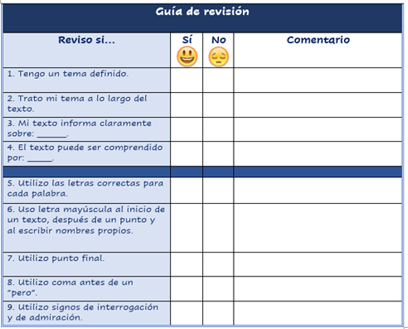 Guía de revisión
Reviso si... Sí No Comentario
1. Tengo un tema definido.
2. Trato mi tema a lo largo del
texto.
3. Mi texto informa claramente
sobre: ______.
4. El texto puede ser comprendido
por: _____.
5. Utilizo las letras correctas para
cada palabra.
6. Uso letra mayúscula al inicio de
un texto, después de un punto y
al escribir nombres propios.
7. Utilizo punto final.
8. Utilizo coma antes de un
"pero".
9. Utilizo signos de interrogación
y de admiración.